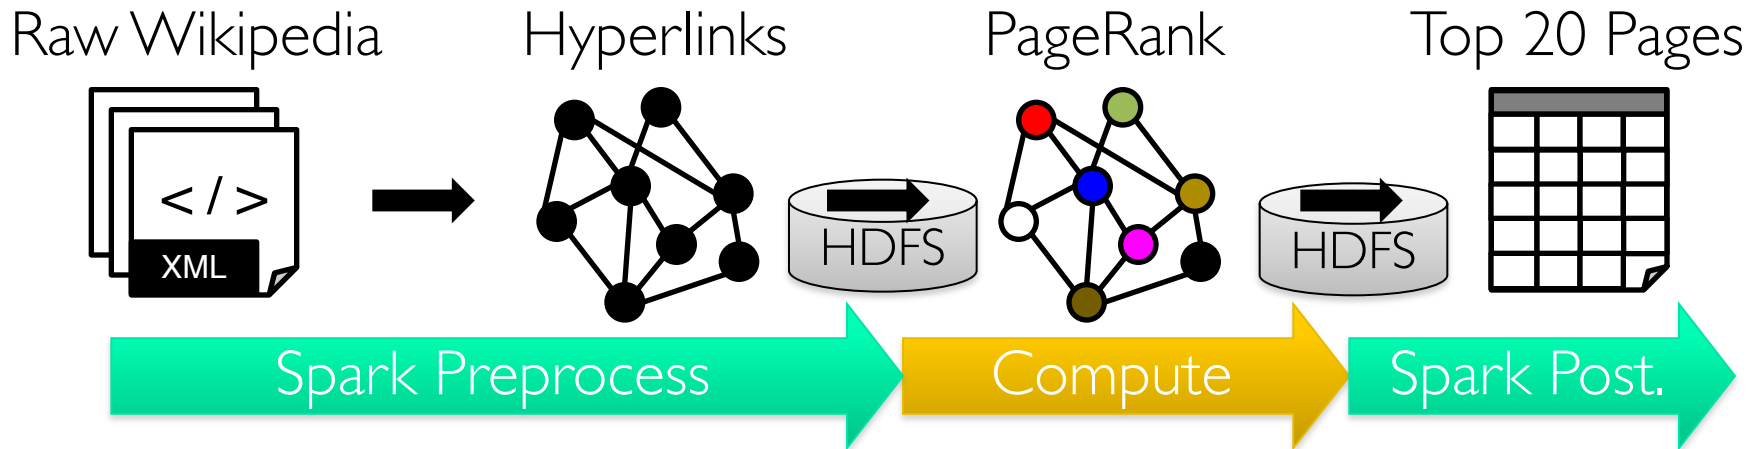 Raw Wikipedia
Hyperlinks
PageRank
Top 20 Pages
< / >
XML
HDFS
HDFS
Spark Preprocess
Compute
Spark Post.